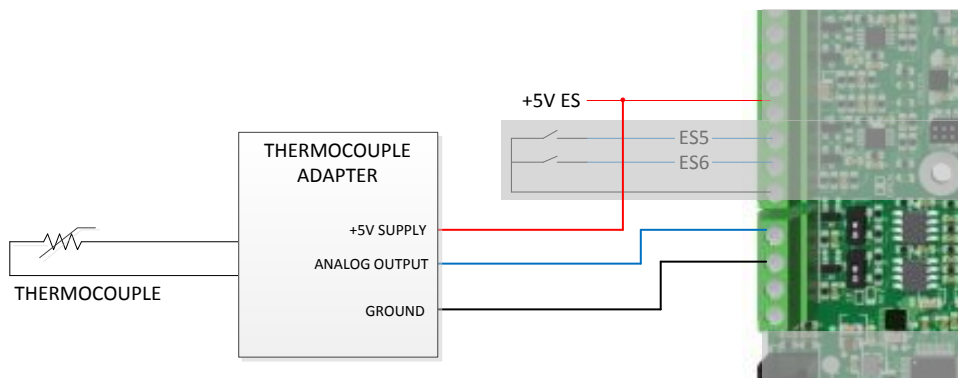 +5V ES
ES5
ES6
THERMOCOUPLE
ADAPTER
+5V SUPPLY
ANALOG OUTPUT
GROUND
THERMOCOUPLE